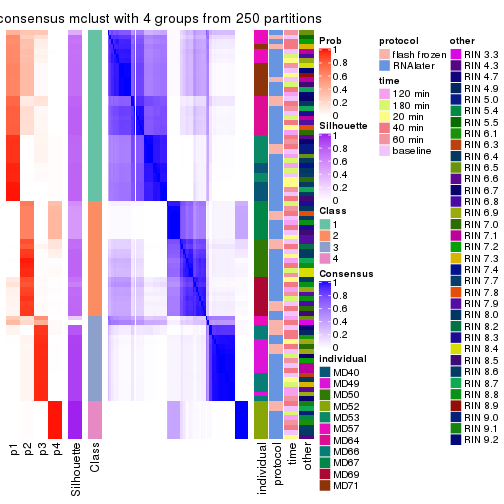 consensus mclust with 4 groups from 250 partitions
p1
p2
p3
p4
Silhouette
Class
individual
protocol
time
other
Prob
1
0.8
0.6
0.4
0.2
0
Silhouette
1
0.8
0.6
0.4
0.2
0
Class
1
2
3
4
Consensus
1
0.8
0.6
0.4
0.2
0
Individual
MD40
MD49
MD50
MD52
MD53
MD57
MD64
MD66
MD67
MD69
MD71
protocol
flash frozen
RNAlater
time
120 min
180 min
20 min
40 min
60 min
baseline
other
RIN 3.3
RIN 4.3
RIN 4.7
RIN 4.9
RIN 5.0
RIN 5.4
RIN 5.5
RIN 6.1
RIN 6.3
RIN 6.4
RIN 6.5
RIN 6.6
RIN 6.7
RIN 6.8
RIN 6.9
RIN 7.0
RIN 7.1
RIN 7.2
RIN 7.3
RIN 7.4
RIN 7.7
RIN 7.8
RIN 7.9
RIN 8.0
RIN 8.2
RIN 8.3
RIN 8.4
RIN 8.5
RIN 8.6
RIN 8.7
RIN 8.8
RIN 8.9
RIN 9.0
RIN 9.1
RIN 9.2